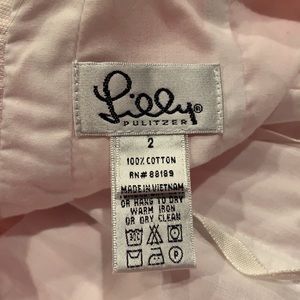 Lilly®
PULITZER
2
100% COTTON
RN# 88189
MADE IN VIETNAM
OR HANG TO DRY
WARM IRON
OR DRY CLEAN